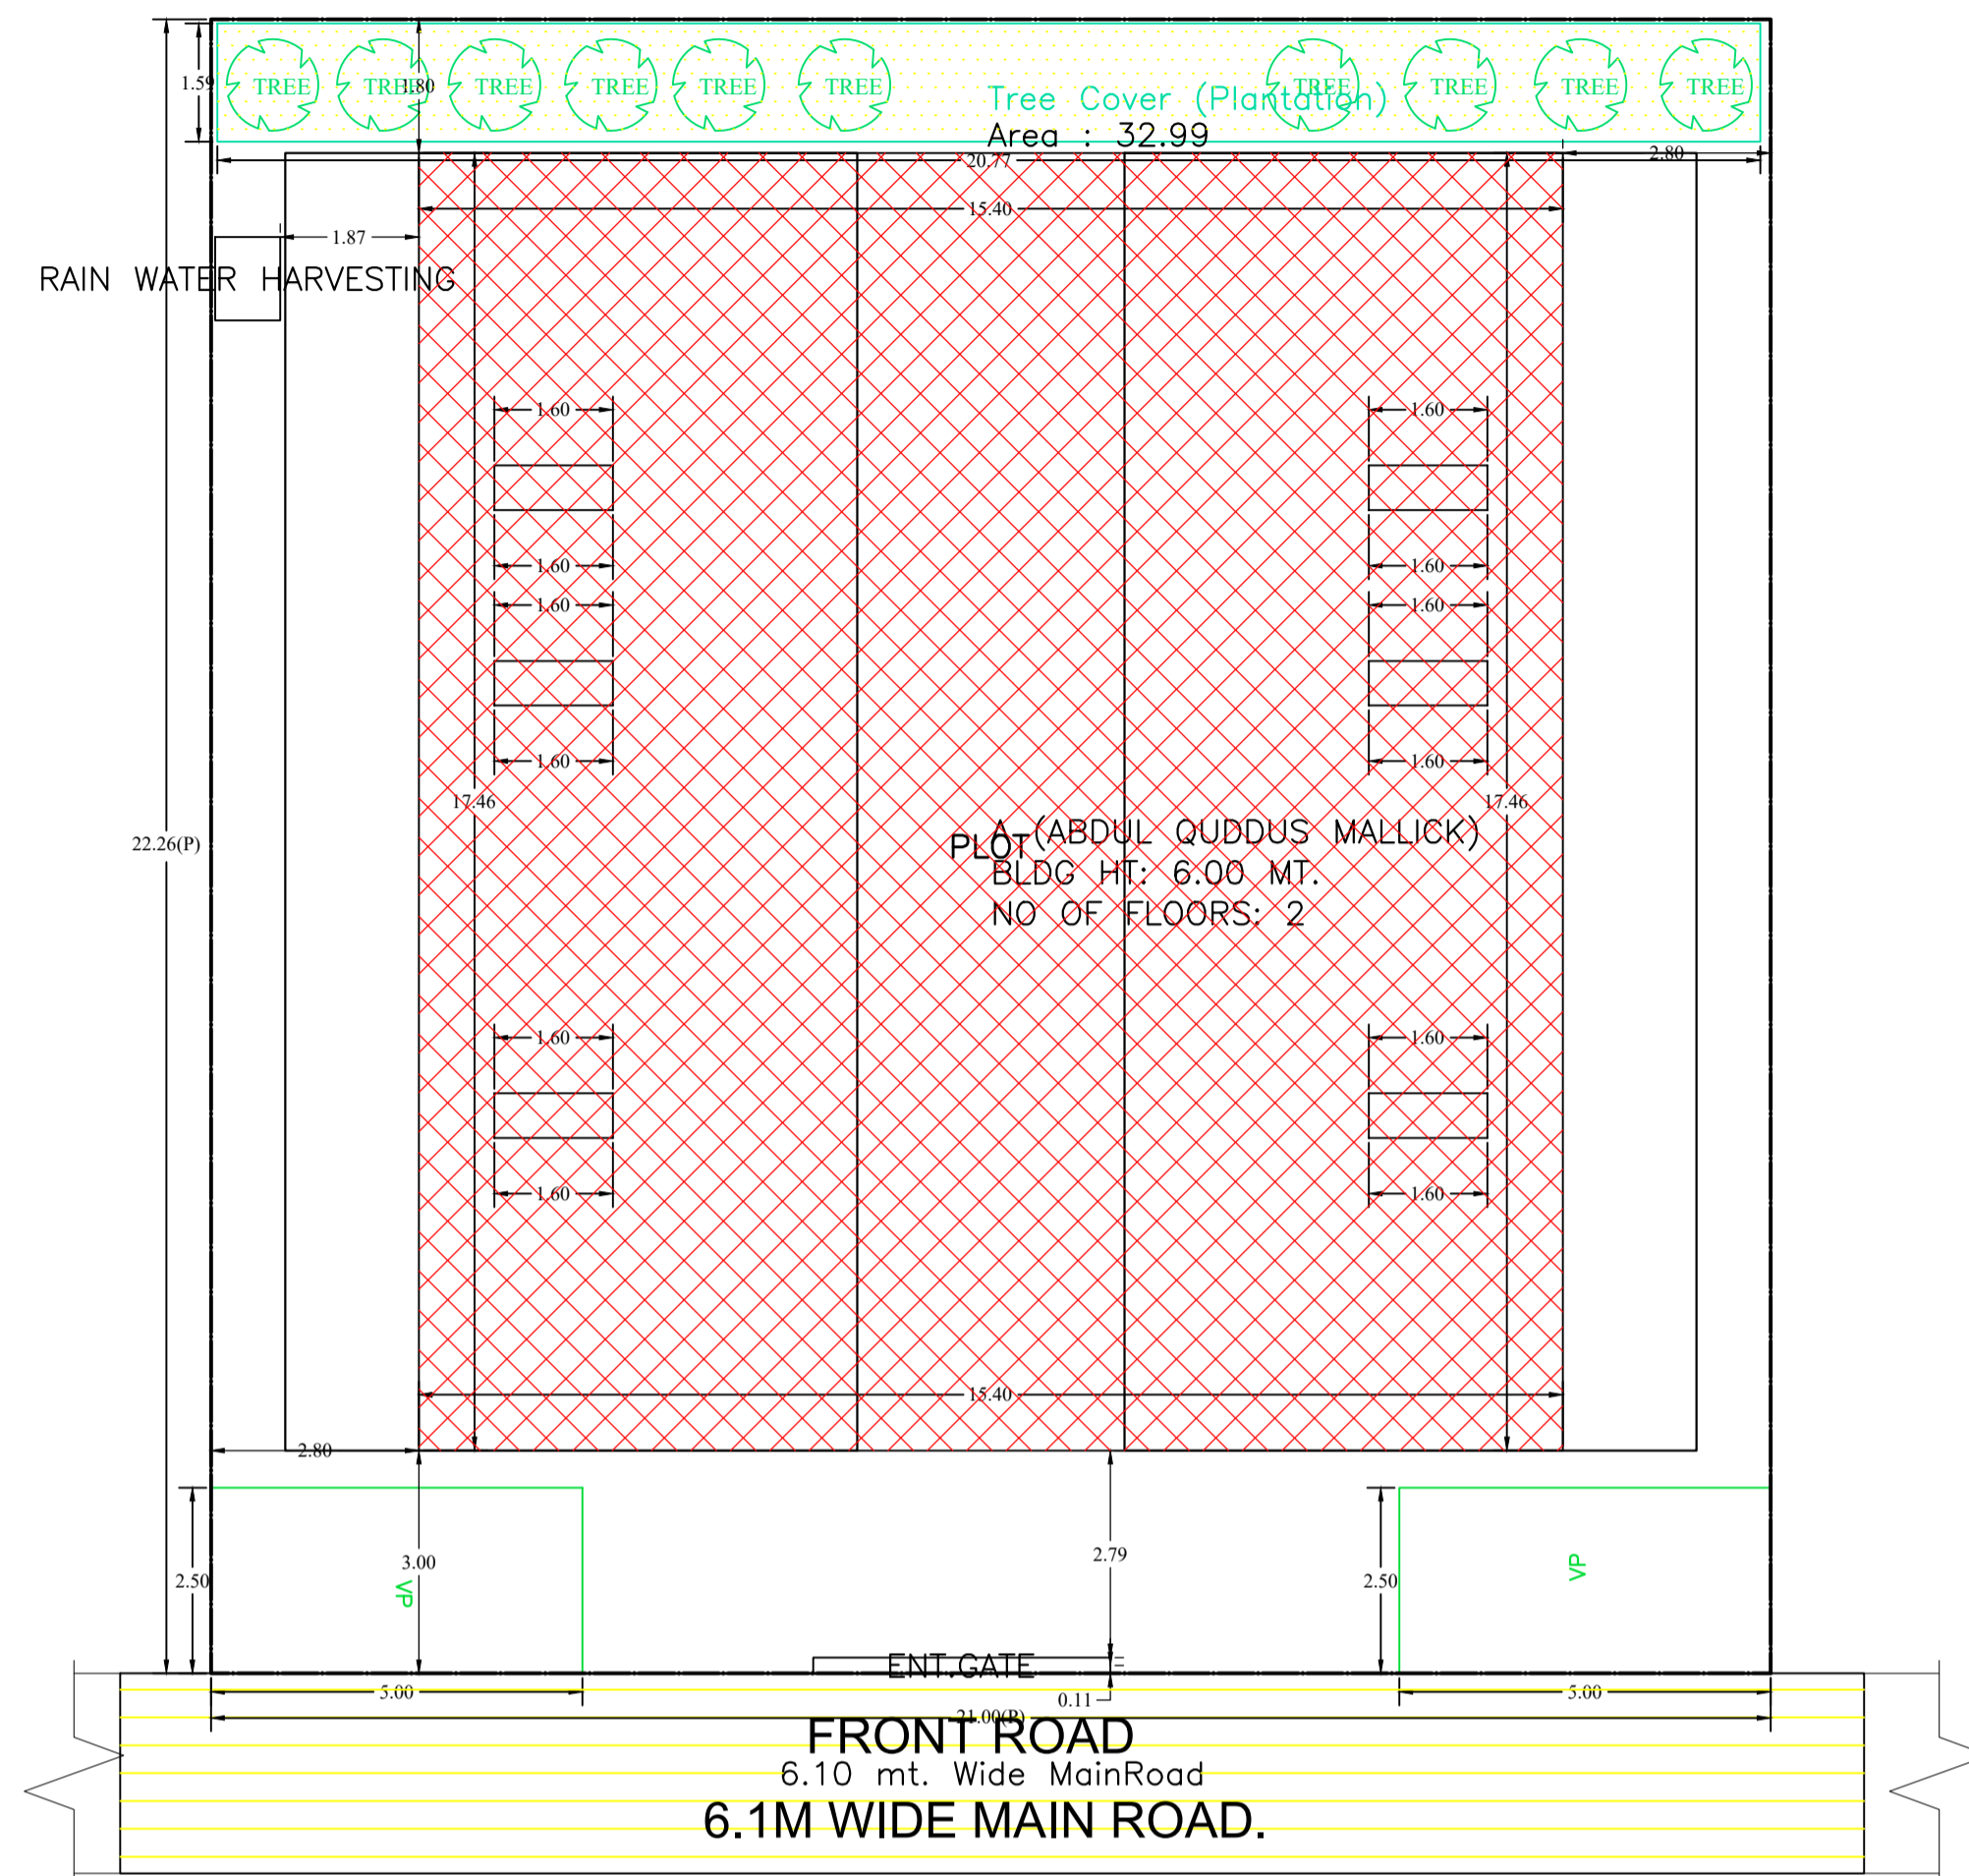 TREE TREE TREE TREE TREE TREE TREE TREE TREE TREE
1.59
1.80
Tree Cover (Plantation)
Area : 32.99
20.77
2.80
15.40
1.87
RAIN WATER HARVESTING
1.60 1.60
1.60 1.60
1.60 1.60
1.60 1.60
17.46 17.46
22.26(P)
PLOT
A (ABDUL QUDDUS MALLICK)
BLDG HT: 6.00 MT.
NO OF FLOORS: 2
1.60 1.60
1.60 1.60
15.40
2.80
3.00
2.79
2.50
2.50
VP
VP
ENT.GATE
5.00
0.11
5.00
21.00(P)
FRONT ROAD
6.10 mt. Wide MainRoad
6.1M WIDE MAIN ROAD.